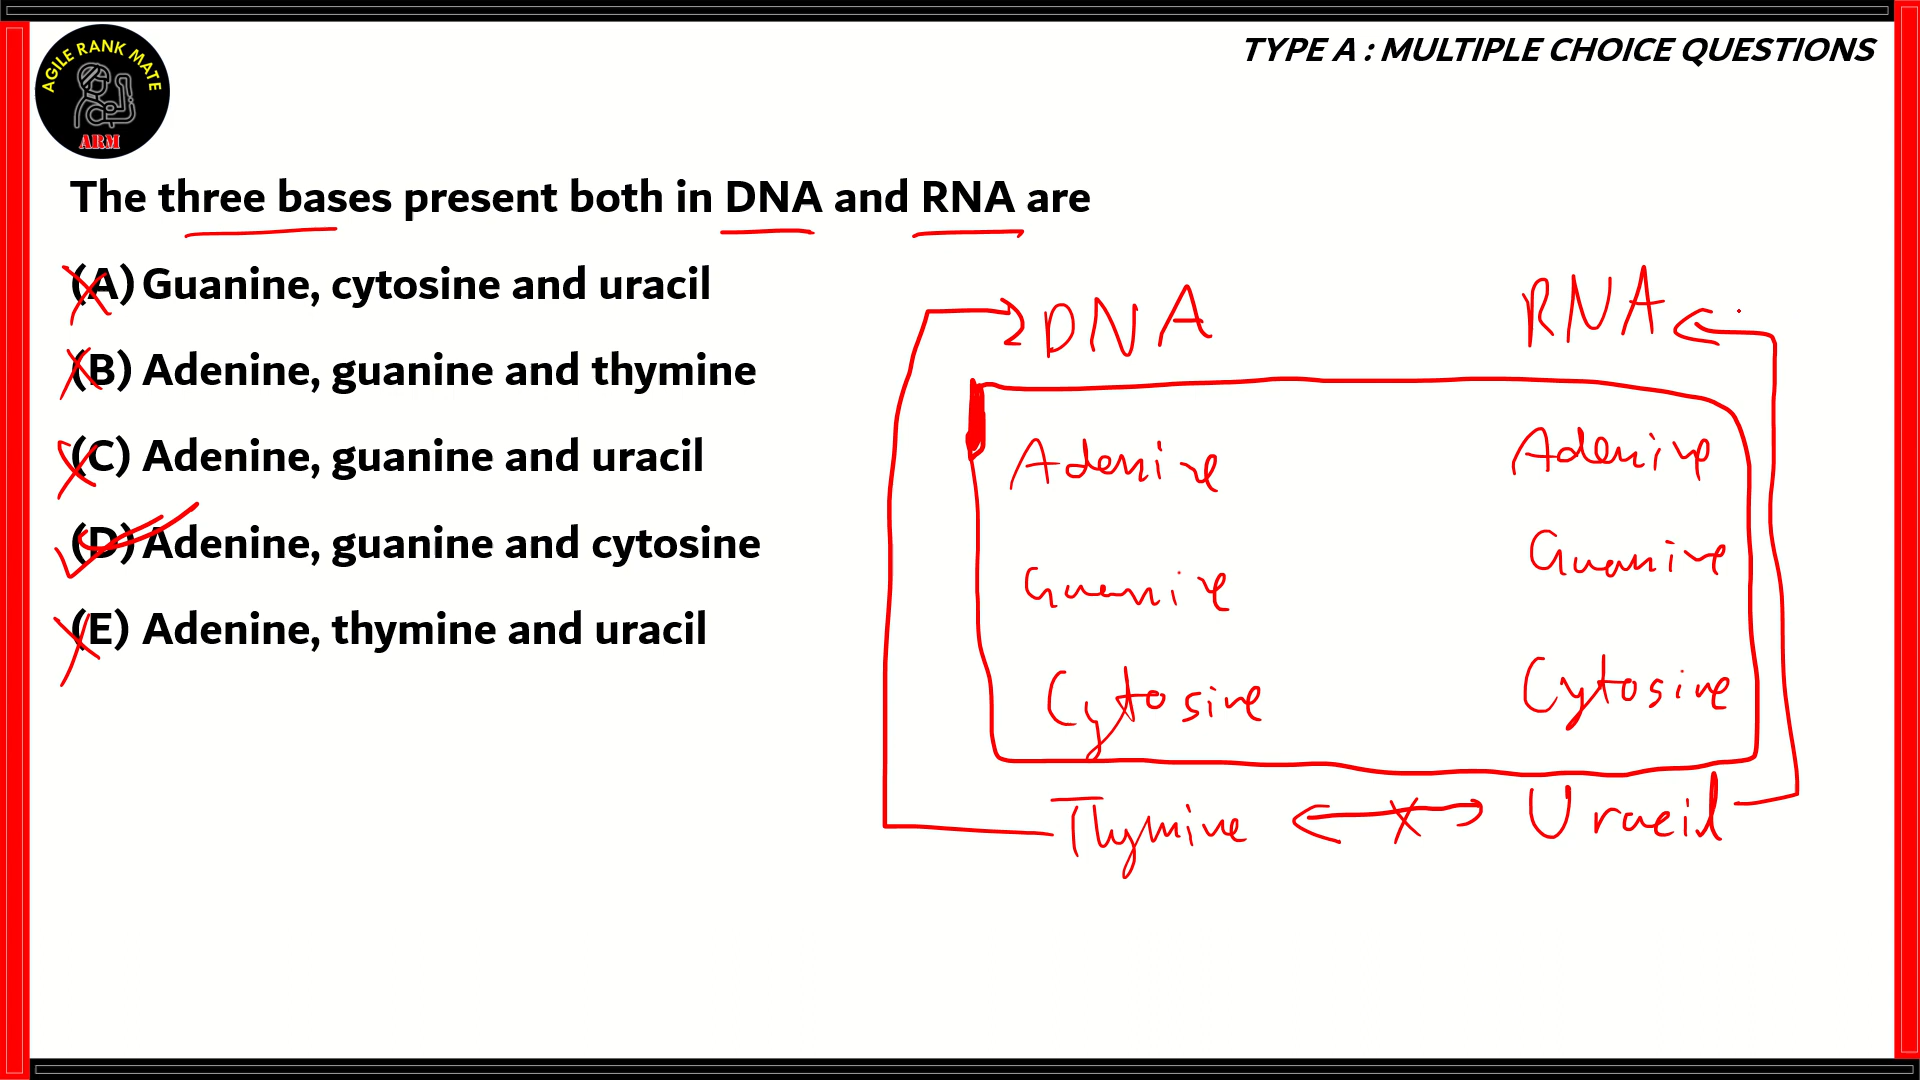 AGILE RANK MATE
ARM
TYPE A : MULTIPLE CHOICE QUESTIONS
The three bases present both in DNA and RNA are
(A) Guanine, cytosine and uracil
(B) Adenine, guanine and thymine
(C) Adenine, guanine and uracil
(D) Adenine, guanine and cytosine
(E) Adenine, thymine and uracil
DNA RNA
Adenine Adenine
Guanine Guanine
Cytosine Cytosine
Thymine Uracil